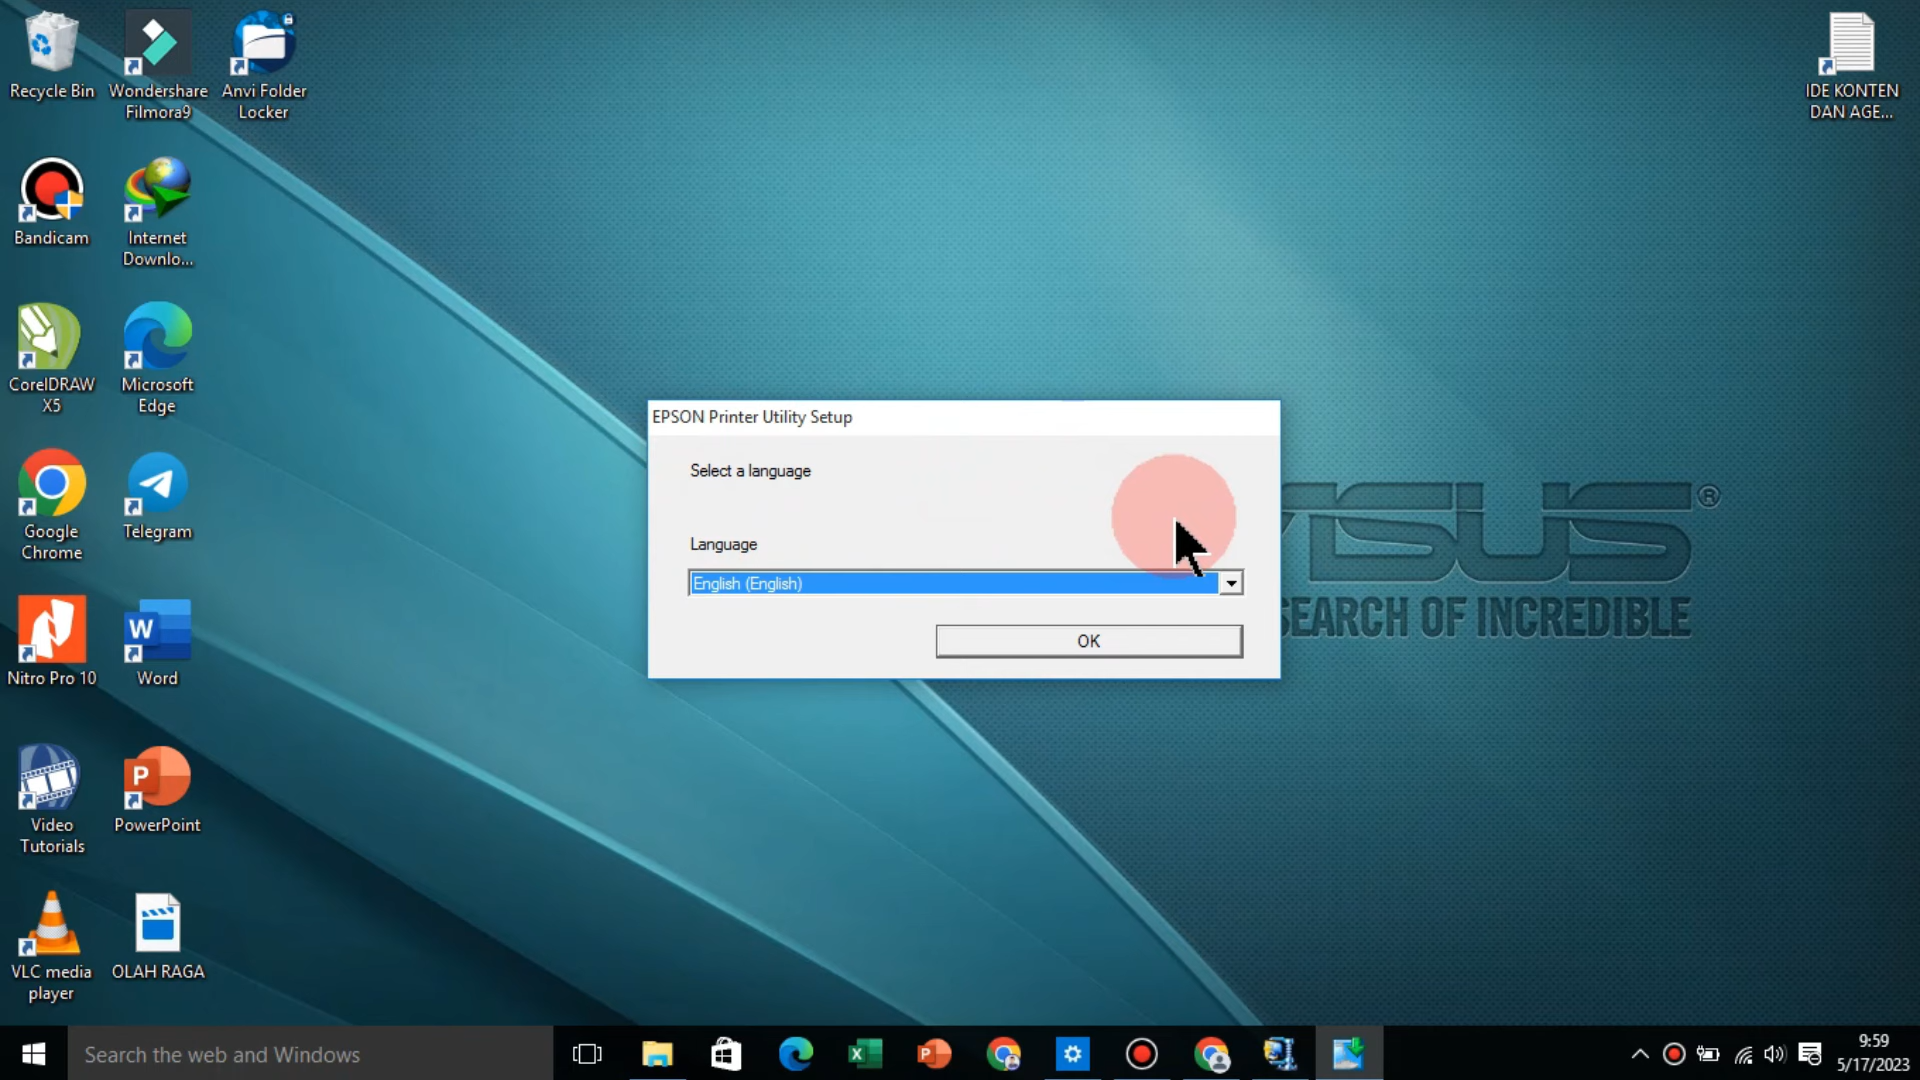 Recycle Bin
Wondershare
Filmora9
Anvi Folder
Locker
IDE KONTEN
DAN AGE...
Bandicam
Internet
Downlo...
CorelDRAW
X5
Microsoft
Edge
EPSON Printer Utility Setup
Select a language
Language
English (English)
OK
Google
Chrome
Telegram
SUS®
SEARCH OF INCREDIBLE
Nitro Pro 10
W
Word
Video
Tutorials
P
PowerPoint
VLC media
player
OLAH RAGA
Search the web and Windows
9:59
5/17/2023